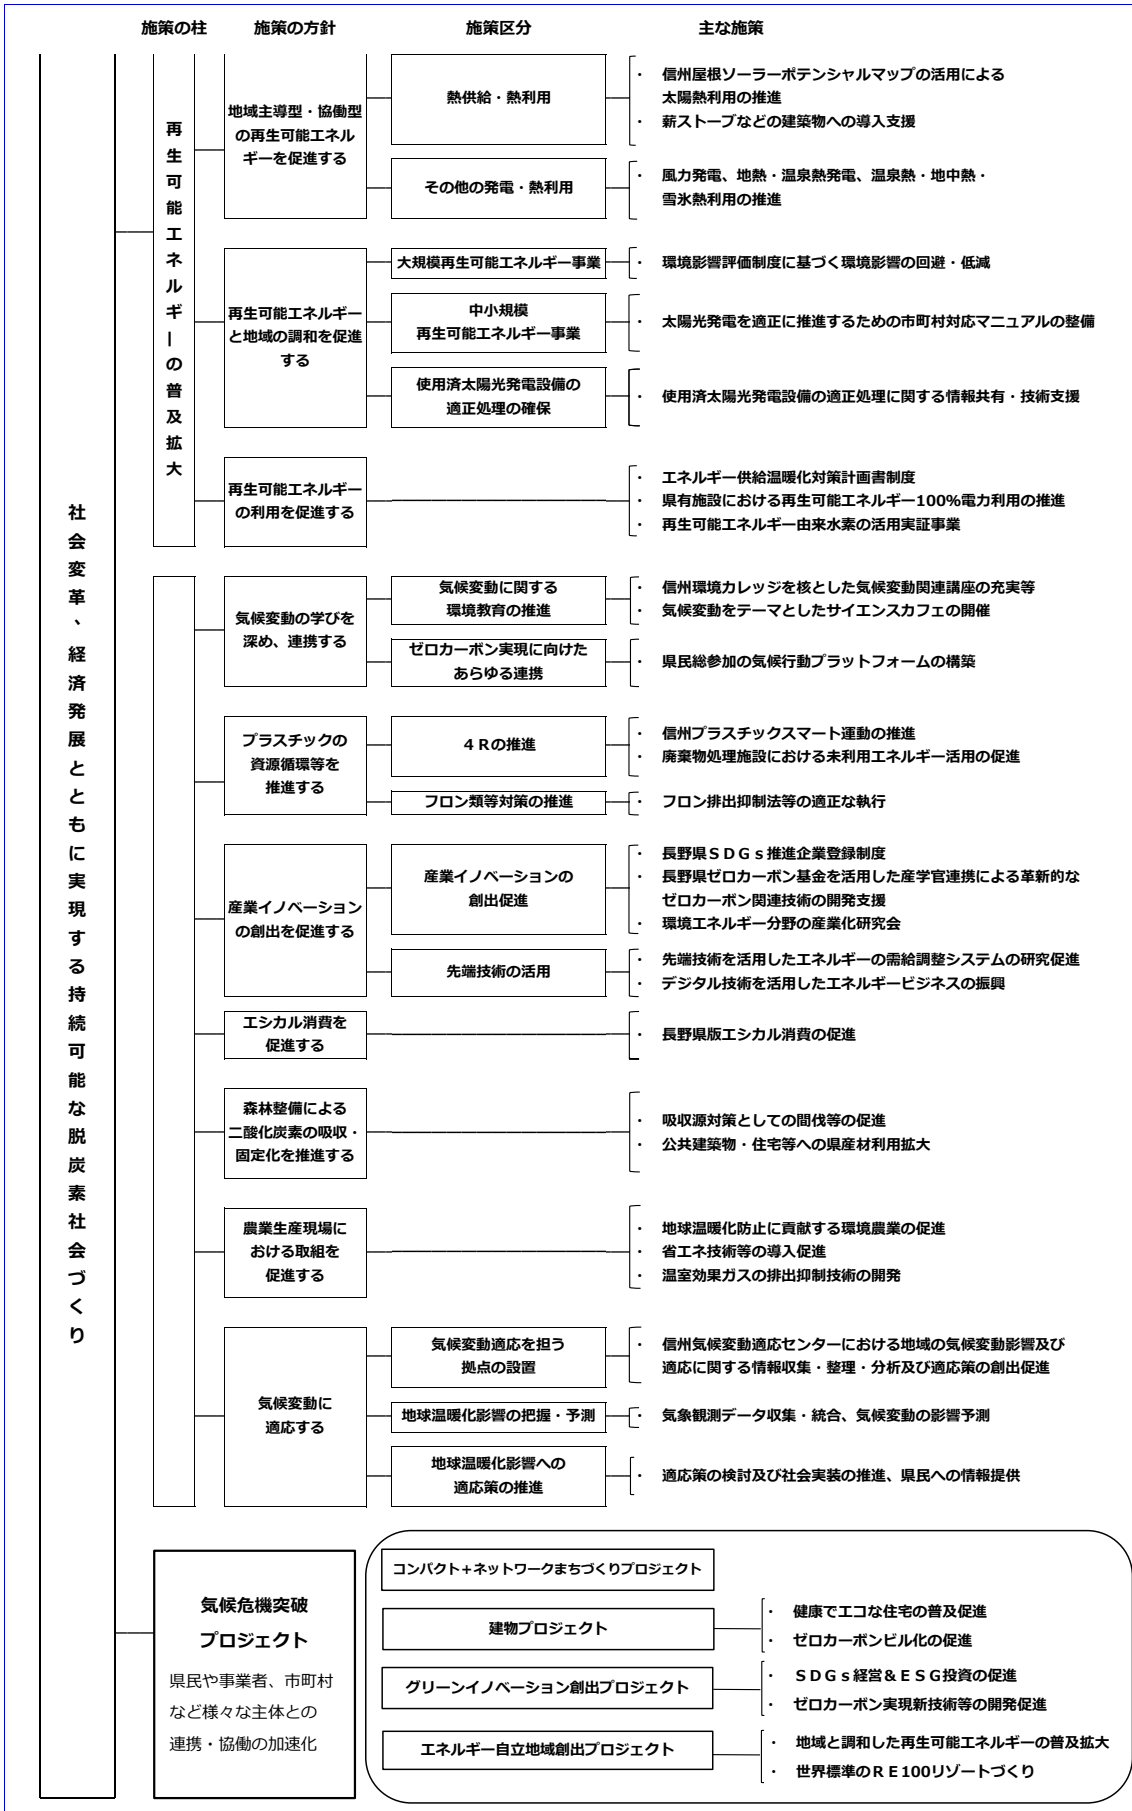 施策の柱
施策の方針
施策区分
主な施策
社会変革、経済発展とともに実現する持続可能な脱炭素社会づくり
再生可能エネルギーの普及拡大
地域主導型・協働型
の再生可能エネル
ギーを促進する
熱供給・熱利用
・ 信州屋根ソーラーポテンシャルマップの活用による
太陽熱利用の推進
・ 薪ストーブなどの建築物への導入支援
その他の発電・熱利用
・ 風力発電、地熱・温泉熱発電、温泉熱・地中熱・
雪氷熱利用の推進
再生可能エネルギー
と地域の調和を促進
する
大規模再生可能エネルギー事業
・ 環境影響評価制度に基づく環境影響の回避・低減
中小規模
再生可能エネルギー事業
・ 太陽光発電を適正に推進するための市町村対応マニュアルの整備
使用済太陽光発電設備の
適正処理の確保
・ 使用済太陽光発電設備の適正処理に関する情報共有・技術支援
再生可能エネルギー
の利用を促進する
・ エネルギー供給温暖化対策計画書制度
・ 県有施設における再生可能エネルギー100%電力利用の推進
・ 再生可能エネルギー由来水素の活用実証事業
気候変動の学びを
深め、連携する
気候変動に関する
環境教育の推進
・ 信州環境カレッジを核とした気候変動関連講座の充実等
・ 気候変動をテーマとしたサイエンスカフェの開催
ゼロカーボン実現に向けた
あらゆる連携
・ 県民総参加の気候行動プラットフォームの構築
プラスチックの
資源循環等を
推進する
4Rの推進
・ 信州プラスチックスマート運動の推進
・ 廃棄物処理施設における未利用エネルギー活用の促進
フロン類等対策の推進
・ フロン排出抑制法等の適正な執行
産業イノベーション
の創出を促進する
産業イノベーションの
創出促進
・ 長野県SDGs推進企業登録制度
・ 長野県ゼロカーボン基金を活用した産学官連携による革新的な
ゼロカーボン関連技術の開発支援
・ 環境エネルギー分野の産業化研究会
先端技術の活用
・ 先端技術を活用したエネルギーの需給調整システムの研究促進
・ デジタル技術を活用したエネルギービジネスの振興
エシカル消費を
促進する
・ 長野県版エシカル消費の促進
森林整備による
二酸化炭素の吸収・
固定化を推進する
・ 吸収源対策としての間伐等の促進
・ 公共建築物・住宅等への県産材利用拡大
農業生産現場に
おける取組を
促進する
・ 地球温暖化防止に貢献する環境農業の促進
・ 省エネ技術等の導入促進
・ 温室効果ガスの排出抑制技術の開発
気候変動に
適応する
気候変動適応を担う
拠点の設置
・ 信州気候変動適応センターにおける地域の気候変動影響及び
適応に関する情報収集・整理・分析及び適応策の創出促進
地球温暖化影響の把握・予測
・ 気象観測データ収集・統合、気候変動の影響予測
地球温暖化影響への
適応策の推進
・ 適応策の検討及び社会実装の推進、県民への情報提供
気候危機突破
プロジェクト
県民や事業者、市町村
など様々な主体との
連携・協働の加速化
コンパクト+ネットワークまちづくりプロジェクト
建物プロジェクト
・ 健康でエコな住宅の普及促進
・ ゼロカーボンビル化の促進
グリーンイノベーション創出プロジェクト
・ SDGs経営&ESG投資の促進
・ ゼロカーボン実現新技術等の開発促進
エネルギー自立地域創出プロジェクト
・ 地域と調和した再生可能エネルギーの普及拡大
・ 世界標準のRE100リゾートづくり